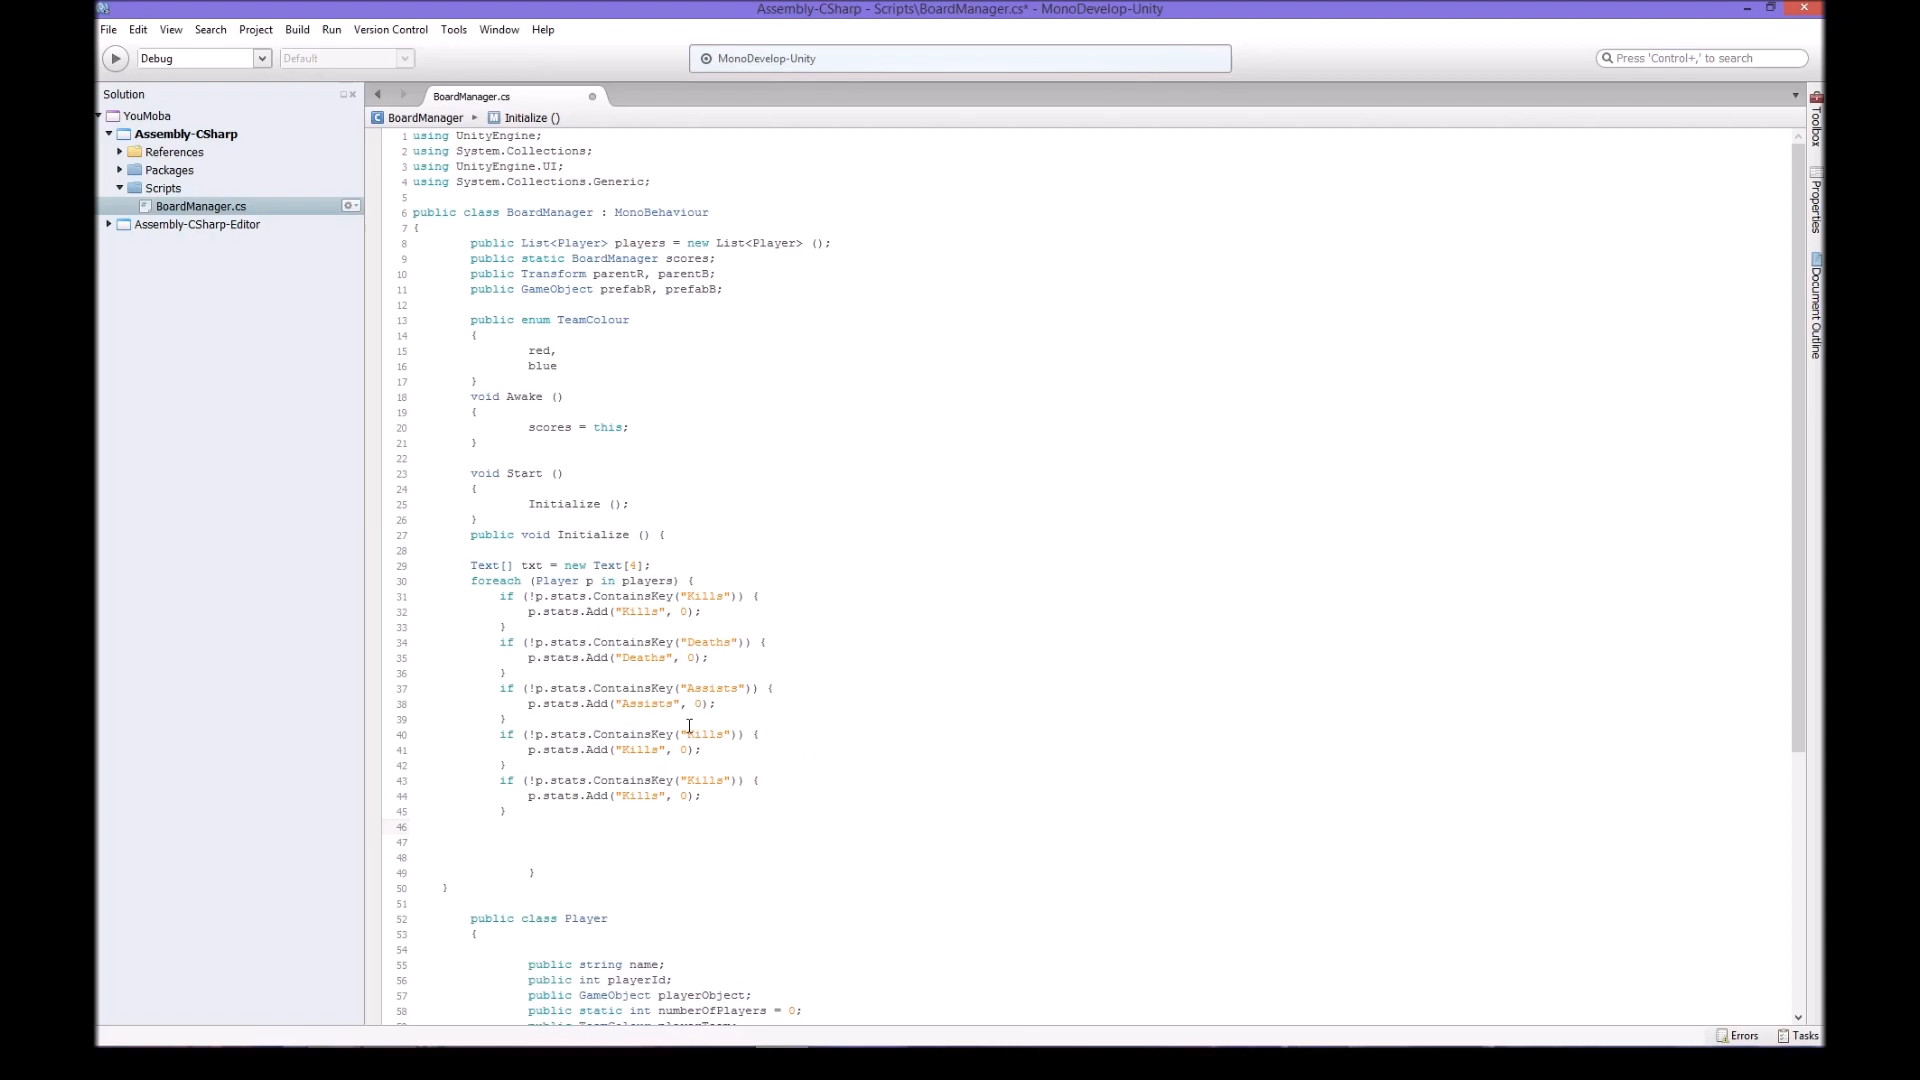 Assembly-CSharp - Scripts\BoardManager.cs* - MonoDevelop-Unity
File Edit View Search Project Build Run Version Control Tools Window Help
Debug Default MonoDevelop-Unity Press 'Control+,' to search
Solution
YouMoba
Assembly-CSharp
References
Packages
Scripts
BoardManager.cs
Assembly-CSharp-Editor
BoardManager.cs
BoardManager Initialize ()
1 using UnityEngine;
2 using System.Collections;
3 using UnityEngine.UI;
4 using System.Collections.Generic;
5
6 public class BoardManager : MonoBehaviour
7 {
8 public List<Player> players = new List<Player> ();
9 public static BoardManager scores;
10 public Transform parentR, parentB;
11 public GameObject prefabR, prefabB;
12
13 public enum TeamColour
14 {
15 red,
16 blue
17 }
18 void Awake ()
19 {
20 scores = this;
21 }
22
23 void Start ()
24 {
25 Initialize ();
26 }
27 public void Initialize () {
28
29 Text[] txt = new Text[4];
30 foreach (Player p in players) {
31 if (!p.stats.ContainsKey("Kills")) {
32 p.stats.Add("Kills", 0);
33 }
34 if (!p.stats.ContainsKey("Deaths")) {
35 p.stats.Add("Deaths", 0);
36 }
37 if (!p.stats.ContainsKey("Assists")) {
38 p.stats.Add("Assists", 0);
39 }
40 if (!p.stats.ContainsKey("Kills")) {
41 p.stats.Add("Kills", 0);
42 }
43 if (!p.stats.ContainsKey("Kills")) {
44 p.stats.Add("Kills", 0);
45 }
46
47
48
49 }
50 }
51
52 public class Player
53 {
54
55 public string name;
56 public int playerId;
57 public GameObject playerObject;
58 public static int numberOfPlayers = 0;
Toolbox
Properties
Document Outline
Errors Tasks